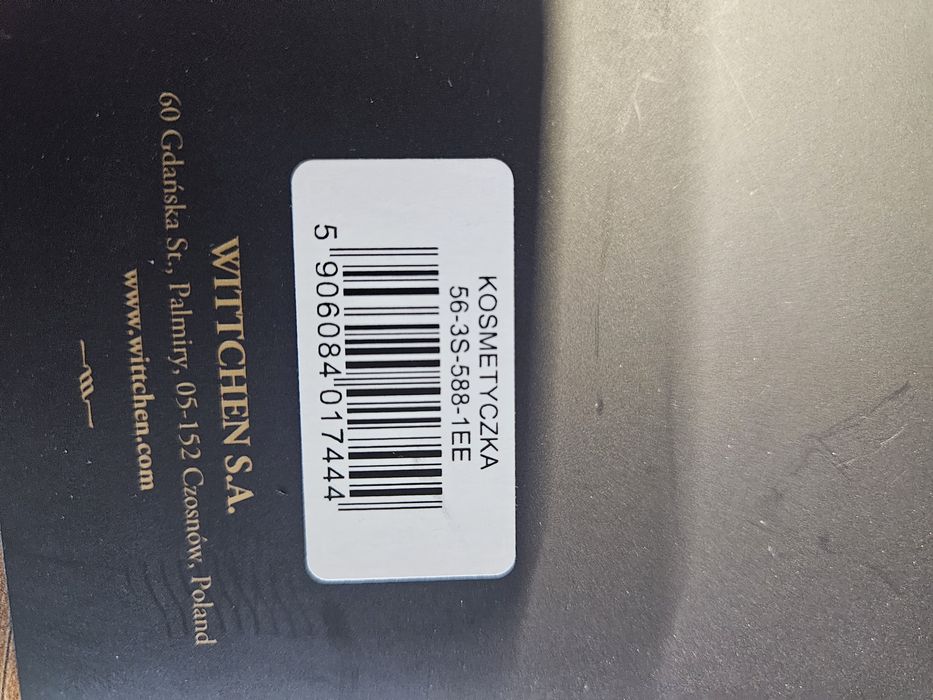 KOSMETYCZKA
56-3S-588-1EE
5 906084 017444
WITTCHEN S.A.
60 Gdańska St., Palmiry, 05-152 Czosnów, Poland
www.wittchen.com